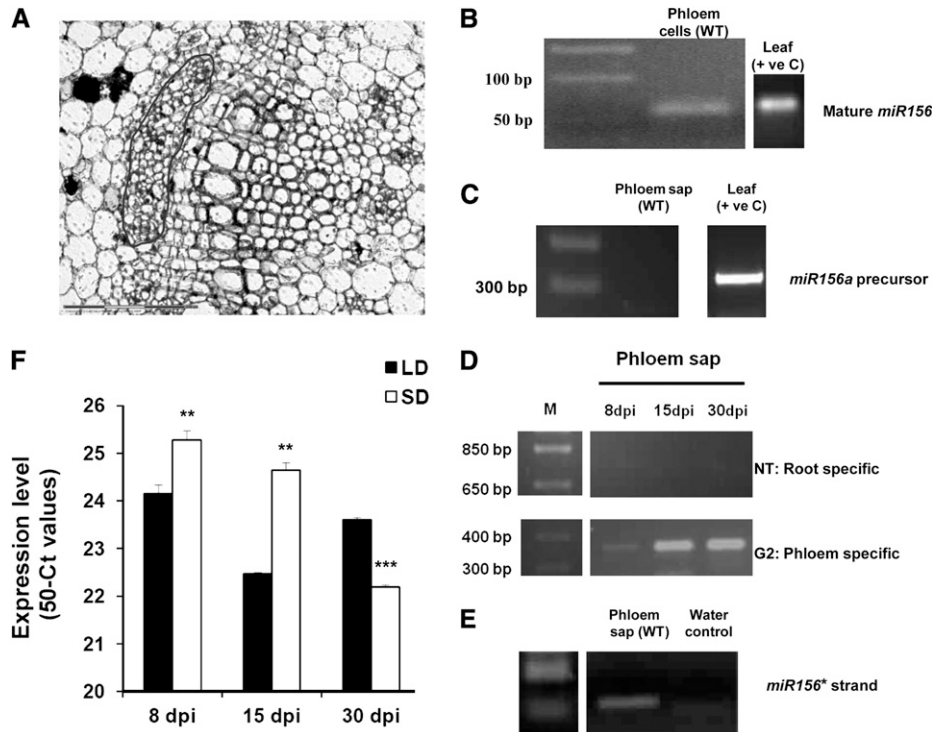 A
B
Phloem
cells (WT)
Leaf
(+ ve C)
100 bp
50 bp
Mature miR156
C
Phloem sap
(WT)
Leaf
(+ ve C)
300 bp
miR156a precursor
F
LD
SD
Expression level
(50-Ct values)
26
25
24
23
22
21
20
**
**
***
8 dpi
15 dpi
30 dpi
D
Phloem sap
M
8dpi
15dpi
30dpi
850 bp
650 bp
NT: Root specific
400 bp
300 bp
G2: Phloem specific
E
Phloem
sap (WT)
Water
control
miR156* strand